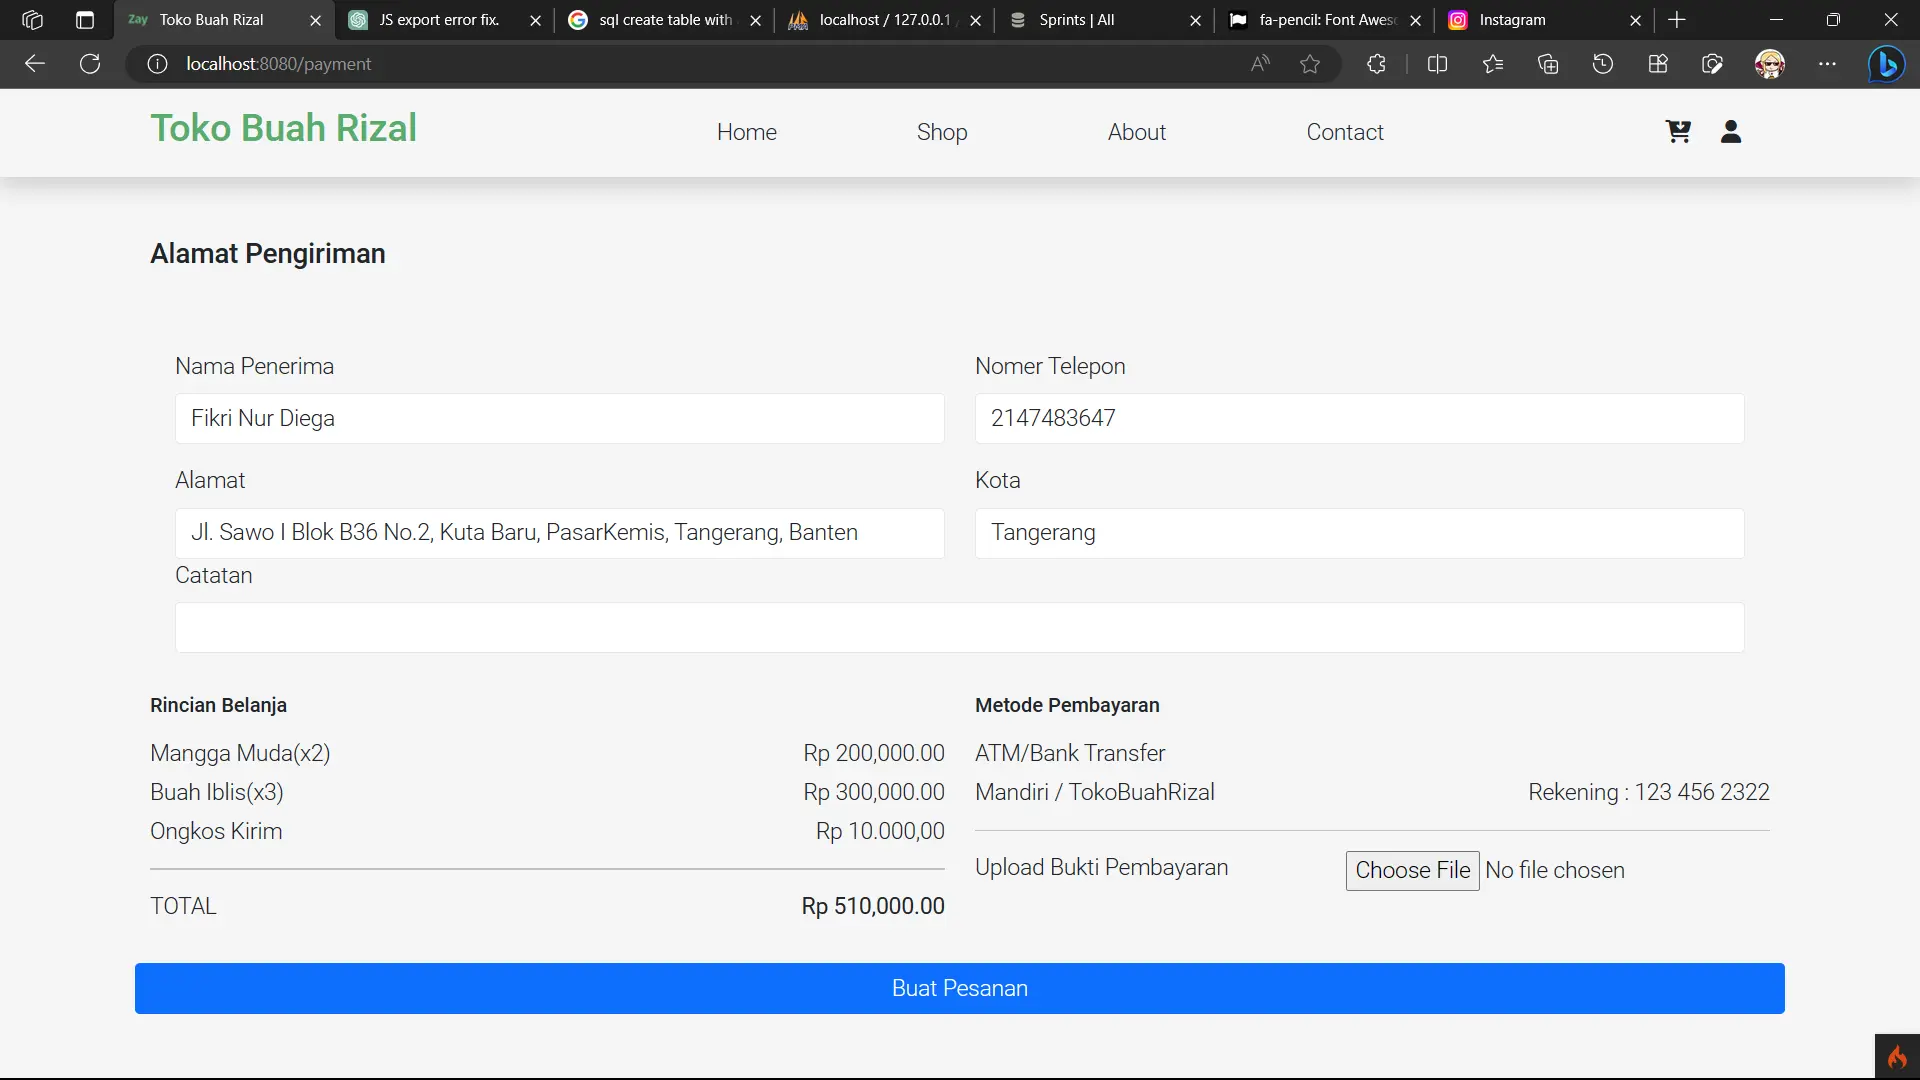 Zay Toko Buah Rizal
JS export error fix.
sql create table with
localhost / 127.0.0.1
Sprints | All
fa-pencil: Font Awes
Instagram
localhost:8080/payment
Toko Buah Rizal
Home
Shop
About
Contact
Alamat Pengiriman
Nama Penerima
Nomer Telepon
Fikri Nur Diega
2147483647
Alamat
Kota
Jl. Sawo I Blok B36 No.2, Kuta Baru, PasarKemis, Tangerang, Banten
Tangerang
Catatan
Rincian Belanja
Mangga Muda(x2) Rp 200,000.00
Buah Iblis(x3) Rp 300,000.00
Ongkos Kirim Rp 10.000,00
TOTAL Rp 510,000.00
Metode Pembayaran
ATM/Bank Transfer
Mandiri / TokoBuahRizal Rekening : 123 456 2322
Upload Bukti Pembayaran Choose File No file chosen
Buat Pesanan